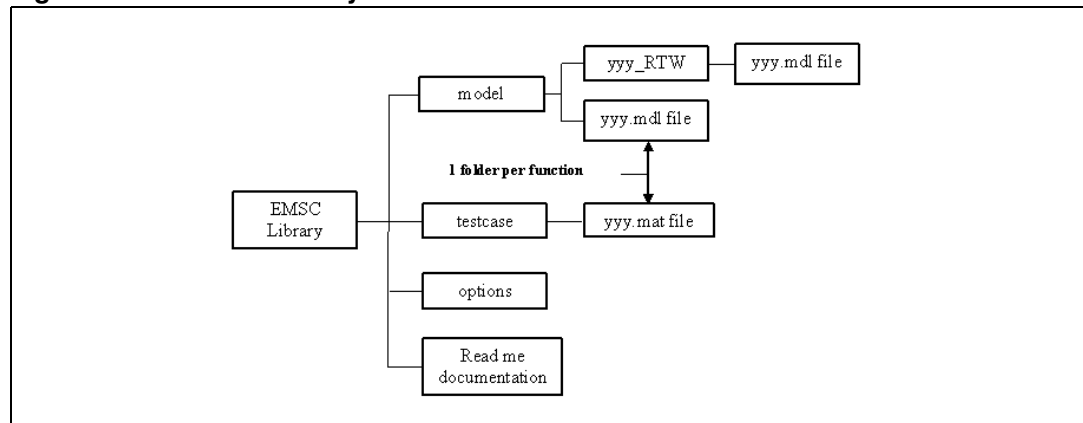 yyy_RTW
yyy.mdl file
model
yyy.mdl file
1 folder per function
EMSC
Library
testcase
yyy.mat file
options
Read me
documentation